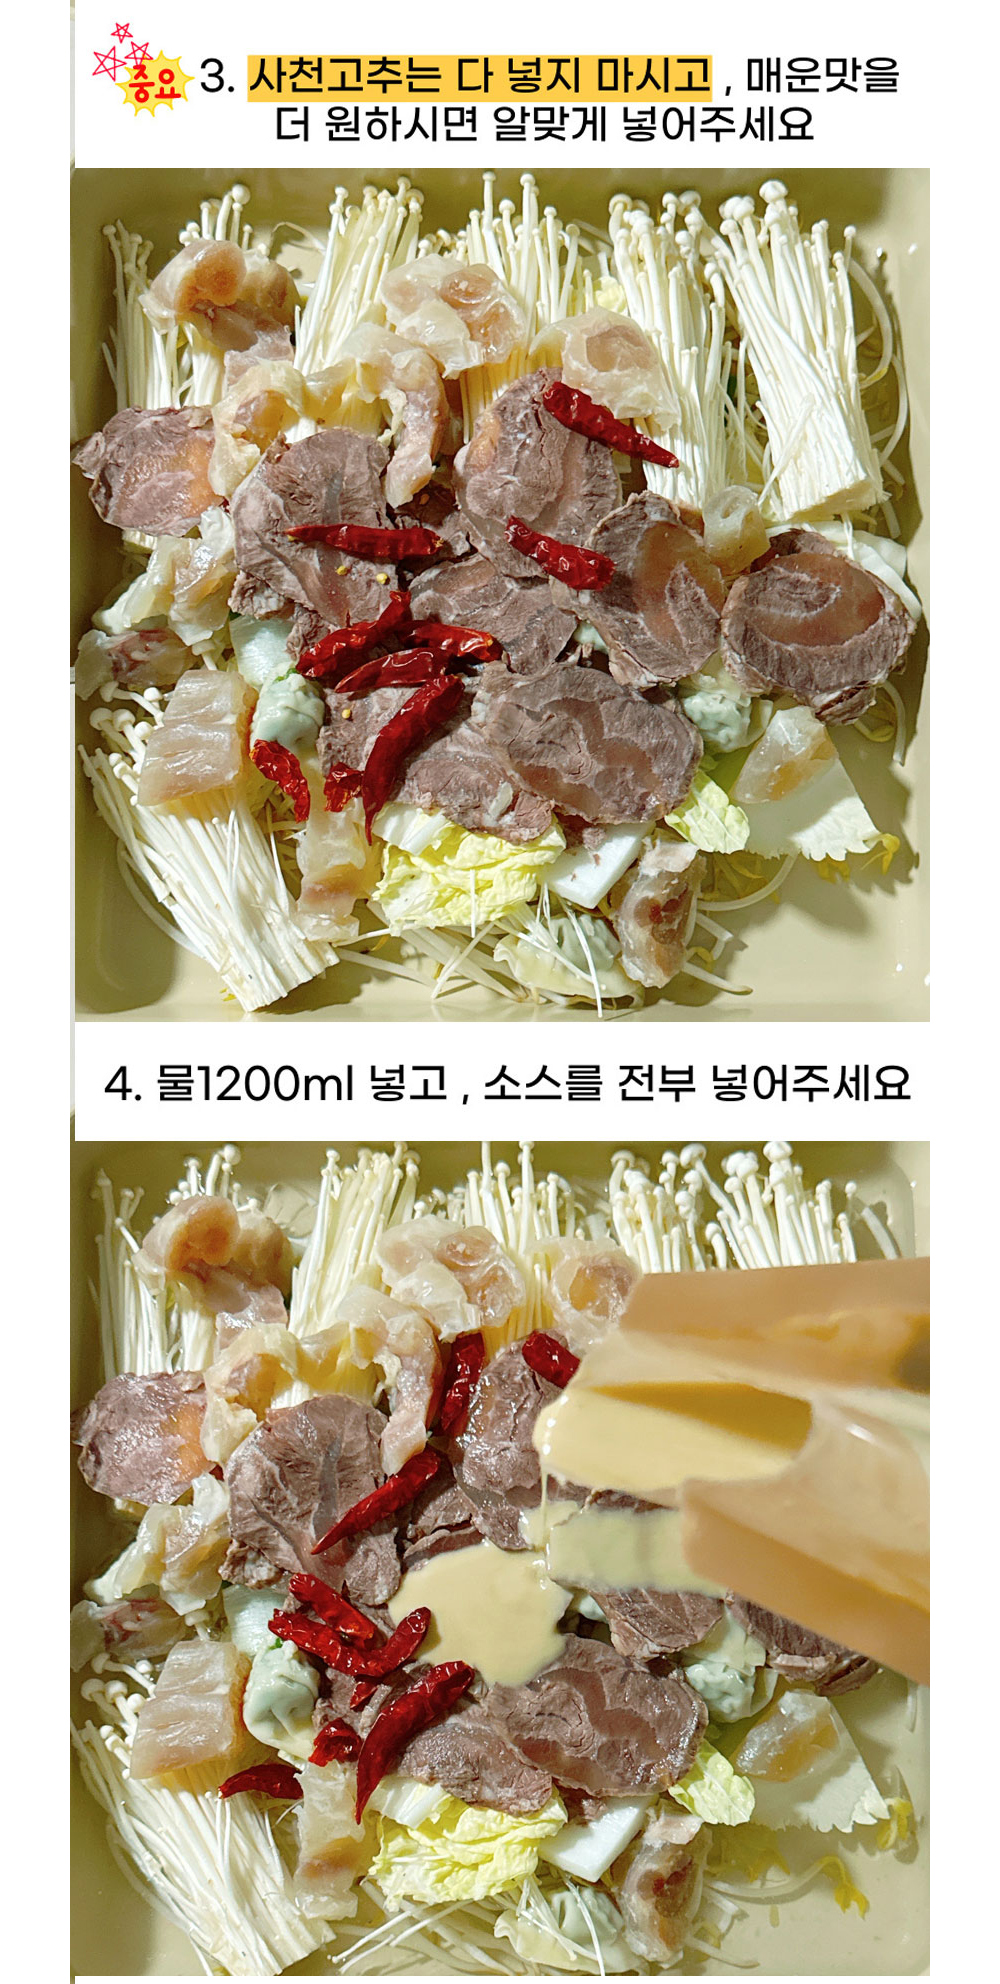 중요 3. 사천고추는 다 넣지 마시고 , 매운맛을
더 원하시면 알맞게 넣어주세요
4. 물1200ml 넣고 , 소스를 전부 넣어주세요